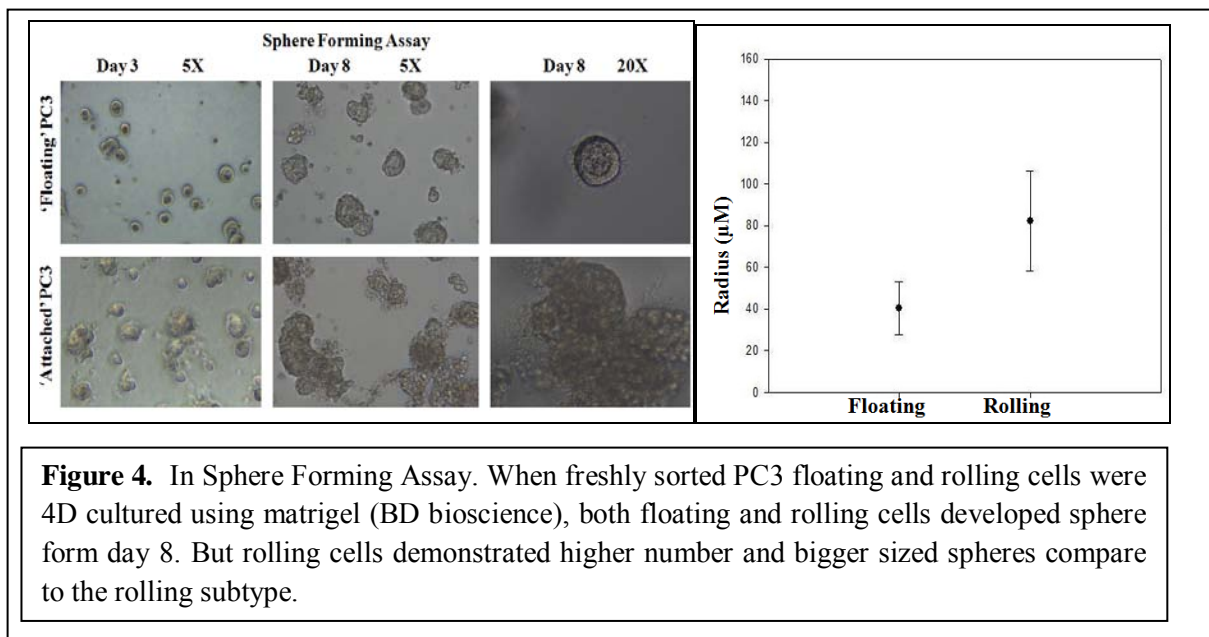 Sphere Forming Assay
Day 3 5X Day 8 5X Day 8 20X
'Floating' PC3
'Attached' PC3
160
140
120
100
80
60
40
20
0
Radius (µM)
Floating Rolling
Figure 4. In Sphere Forming Assay. When freshly sorted PC3 floating and rolling cells were
4D cultured using matrigel (BD bioscience), both floating and rolling cells developed sphere
form day 8. But rolling cells demonstrated higher number and bigger sized spheres compare
to the rolling subtype.